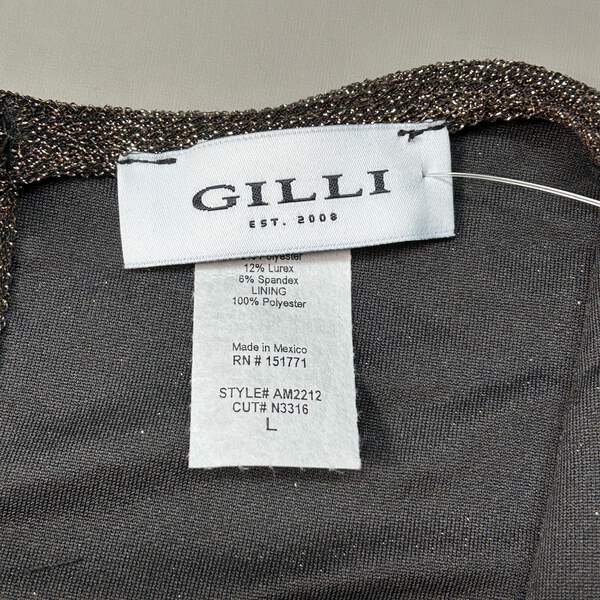 GILLI
EST. 2008
Polyester
12% Lurex
6% Spandex
LINING
100% Polyester
Made in Mexico
RN # 151771
STYLE# AM2212
CUT# N3316
L